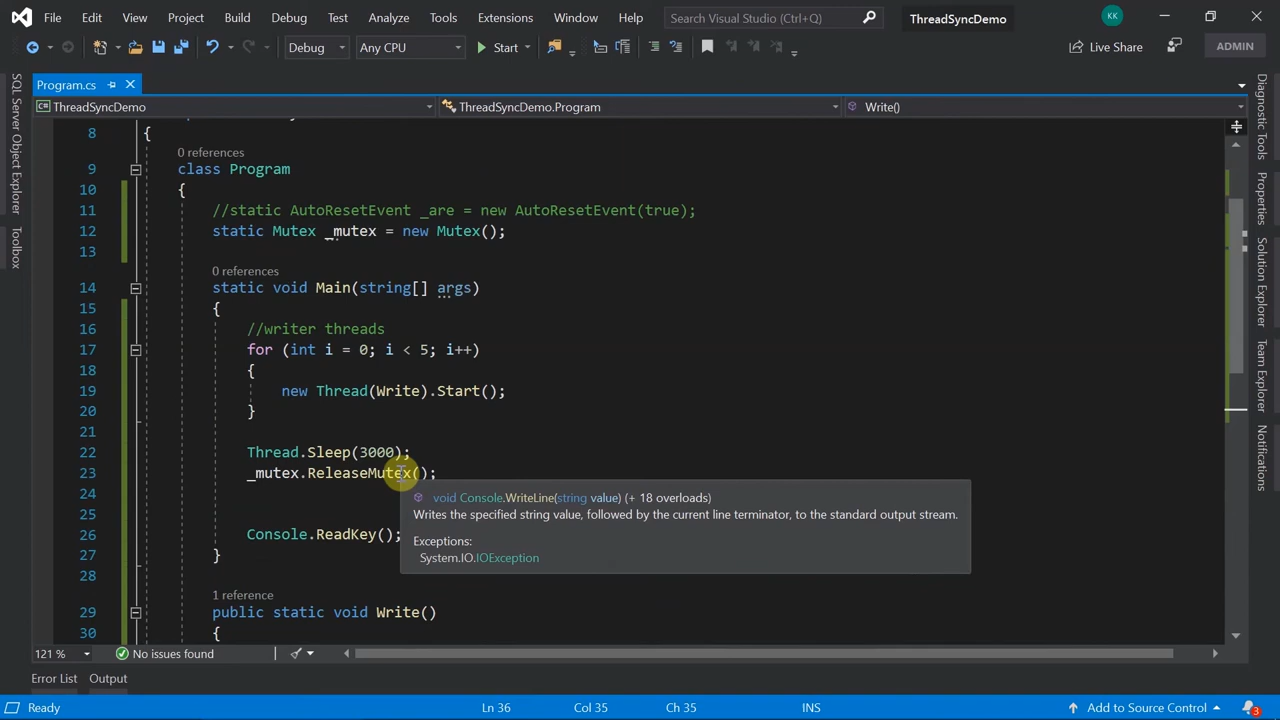 File Edit View Project Build Debug Test Analyze Tools Extensions Window Help Search Visual Studio (Ctrl+Q) ThreadSyncDemo KK
Debug Any CPU Start Live Share ADMIN
Program.cs
ThreadSyncDemo ThreadSyncDemo.Program Write()
SQL Server Object Explorer
Toolbox
8 {
0 references
9 class Program
10 {
11 //static AutoResetEvent _are = new AutoResetEvent(true);
12 static Mutex _mutex = new Mutex();
13
0 references
14 static void Main(string[] args)
15 {
16 //writer threads
17 for (int i = 0; i < 5; i++)
18 {
19 new Thread(Write).Start();
20 }
21
22 Thread.Sleep(3000);
23 _mutex.ReleaseMutex();
24
void Console.WriteLine(string value) (+ 18 overloads)
Writes the specified string value, followed by the current line terminator, to the standard output stream.
25
26 Console.ReadKey();
Exceptions:
System.IO.IOException
27 }
28
1 reference
29 public static void Write()
30 {
Diagnostic Tools
Properties
Solution Explorer
Team Explorer
Notifications
121 % No issues found
Error List Output
Ready Ln 36 Col 35 Ch 35 INS Add to Source Control 3